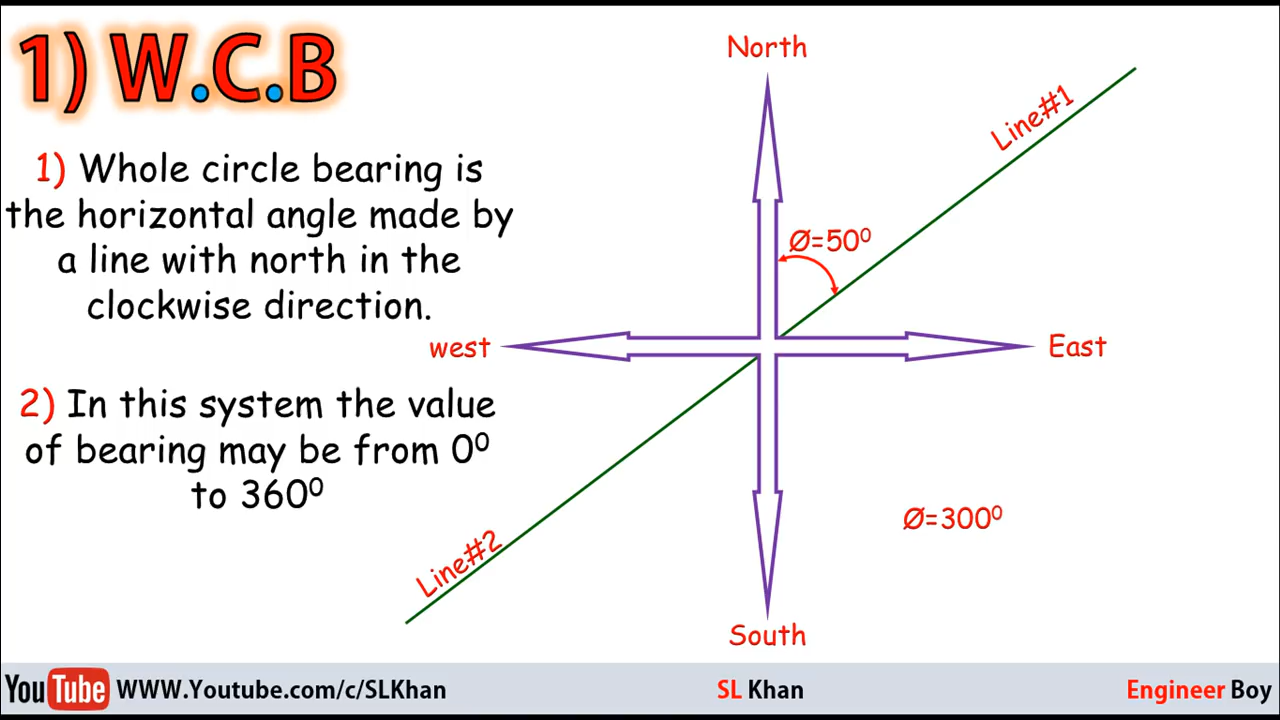 1) W.C.B
1) Whole circle bearing is
the horizontal angle made by
a line with north in the
clockwise direction.
2) In this system the value
of bearing may be from 0⁰
to 360⁰
North
Line#1
Ø=50⁰
west
East
Line#2
Ø=300⁰
South
YouTube WWW.Youtube.com/c/SLKhan
SL Khan
Engineer Boy